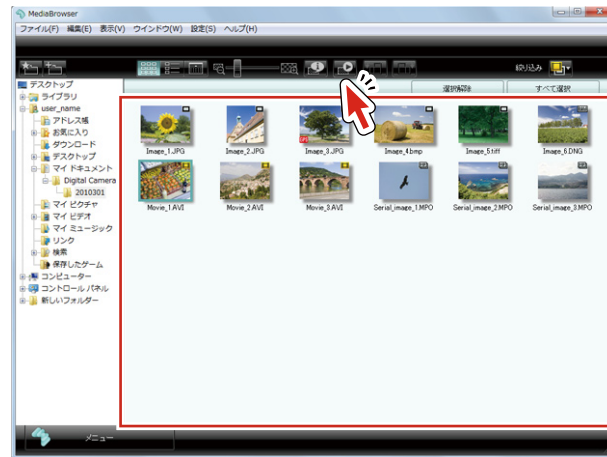 MediaBrowser
ファイル(F) 編集(E) 表示(V) ウインドウ(W) 設定(S) ヘルプ(H)
絞り込み
デスクトップ 選択解除 すべて選択
ライブラリ
user_name
アドレス帳
お気に入り
ダウンロード
デスクトップ
マイ ドキュメント
Digital Camera
2010301
マイ ピクチャ
マイ ビデオ
マイ ミュージック
リンク
検索
保存したゲーム
コンピューター
コントロール パネル
新しいフォルダー
Image_1.JPG Image_2.JPG Image_3.JPG Image_4.bmp Image_5.tiff Image_6.DNG
Movie_1.AVI Movie_2.AVI Movie_3.AVI Serial_image_1.MPO Serial_image_2.MPO Serial_image_3.MPO
メニュー